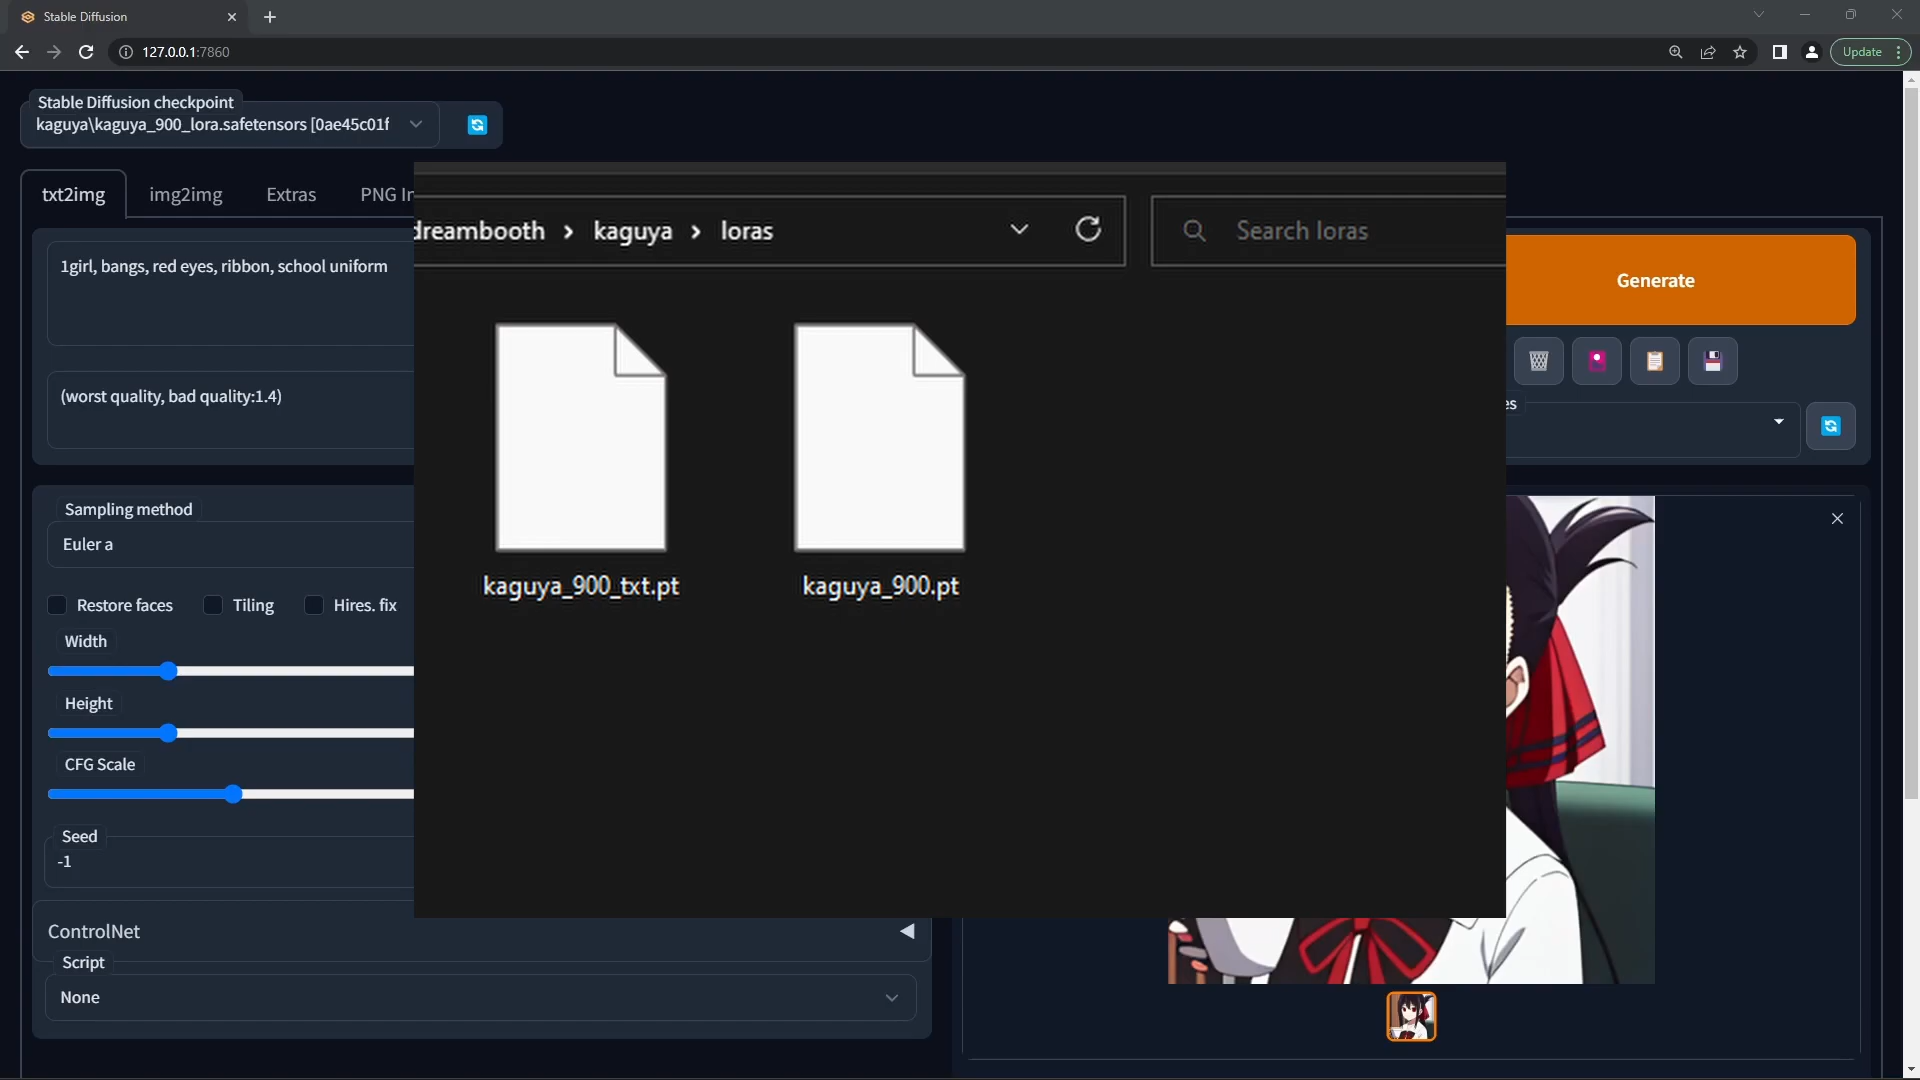 Stable Diffusion
127.0.0.1:7860
Update
Stable Diffusion checkpoint
kaguya\kaguya_900_lora.safetensors [0ae45c01f
txt2img
img2img
Extras
PNG In
dreambooth
kaguya
loras
Search loras
1girl, bangs, red eyes, ribbon, school uniform
Generate
(worst quality, bad quality:1.4)
es
Sampling method
Euler a
kaguya_900_txt.pt
kaguya_900.pt
Restore faces
Tiling
Hires. fix
Width
Height
CFG Scale
Seed
-1
ControlNet
Script
None